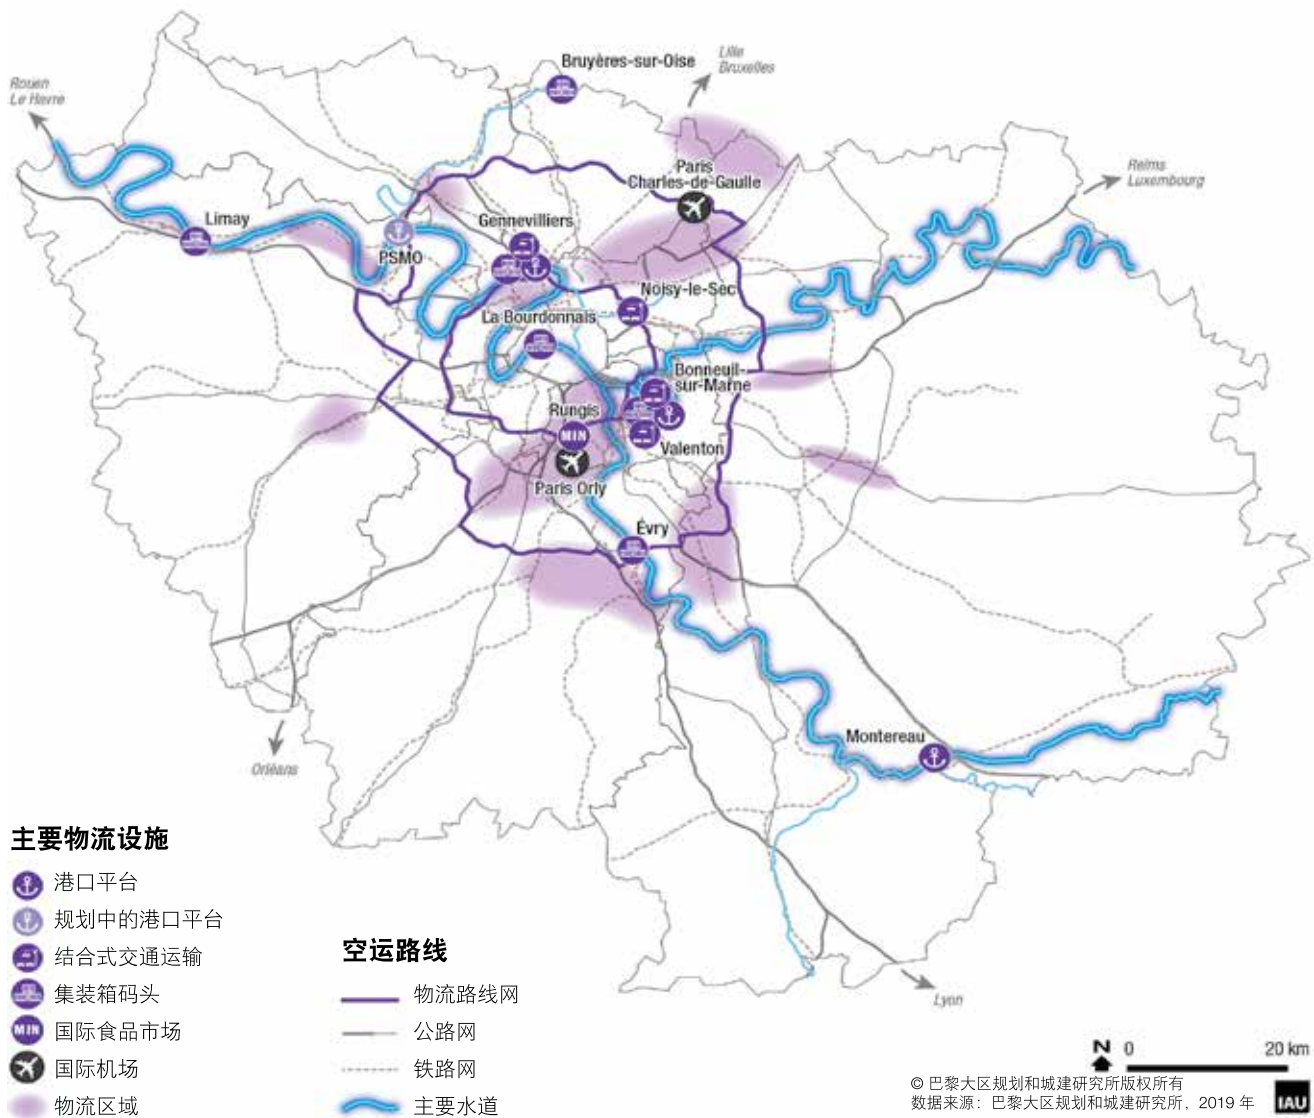 Bruyères-sur-Oise
Lille
Bruxelles
Rouen
Le Havre
Paris
Charles-de-Gaulle
Reims
Luxembourg
Limay
Gennevilliers
PSMO
Noisy-le-Sec
La Bourdonnais
Bonneuil-
sur-Marne
Rungis
MIN
Valenton
Paris Orly
Évry
Montereau
Orléans
Lyon
主要物流设施
港口平台
规划中的港口平台
结合式交通运输
集装箱码头
MIN 国际食品市场
国际机场
物流区域
空运路线
物流路线网
公路网
铁路网
主要水道
N 0 20 km
© 巴黎大区规划和城建研究所版权所有
数据来源：巴黎大区规划和城建研究所，2019 年
IAU